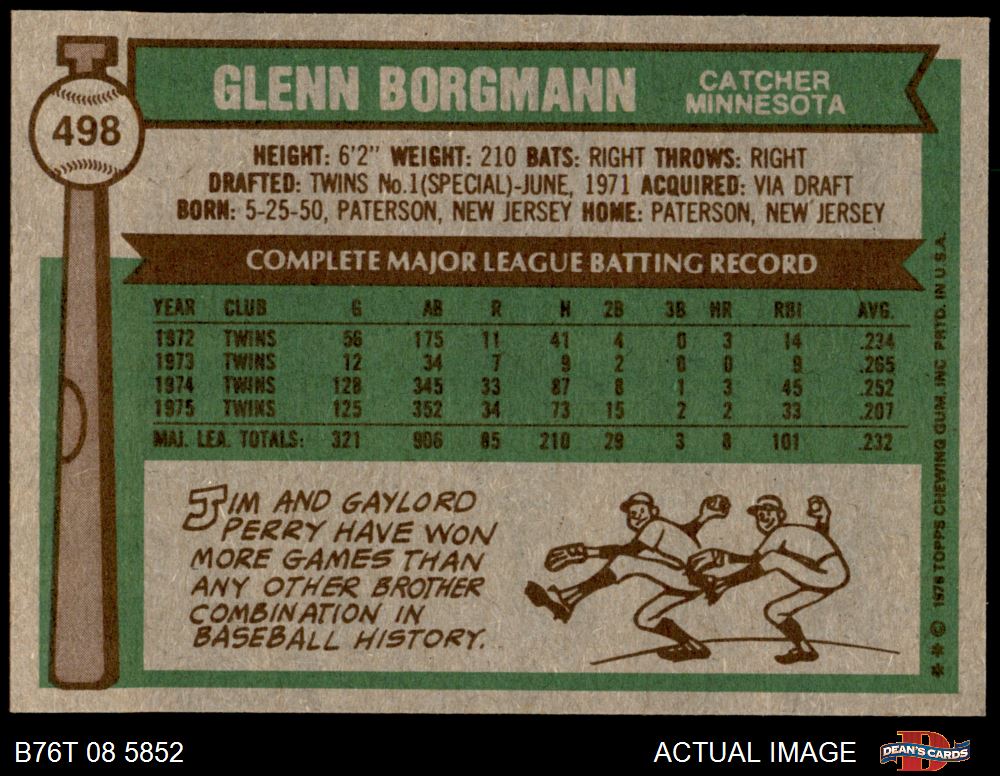 498
GLENN BORGMANN
CATCHER
MINNESOTA
HEIGHT: 6'2" WEIGHT: 210 BATS: RIGHT THROWS: RIGHT
DRAFTED: TWINS No.1(SPECIAL)-JUNE, 1971 ACQUIRED: VIA DRAFT
BORN: 5-25-50, PATERSON, NEW JERSEY HOME: PATERSON, NEW JERSEY
COMPLETE MAJOR LEAGUE BATTING RECORD
YEAR CLUB G AB R H 2B 3B HR RBI AVG.
1972 TWINS 56 175 11 41 4 0 3 14 .234
1973 TWINS 12 34 7 9 2 0 0 9 .265
1974 TWINS 128 345 33 87 8 1 3 45 .252
1975 TWINS 125 352 34 73 15 2 2 33 .207
MAJ. LEA. TOTALS: 321 906 85 210 29 3 8 101 .232
JIM AND GAYLORD
PERRY HAVE WON
MORE GAMES THAN
ANY OTHER BROTHER
COMBINATION IN
BASEBALL HISTORY.
** © 1976 TOPPS CHEWING GUM, INC PRTD. IN U.S.A.
B76T 08 5852
ACTUAL IMAGE
D
DEAN'S CARDS